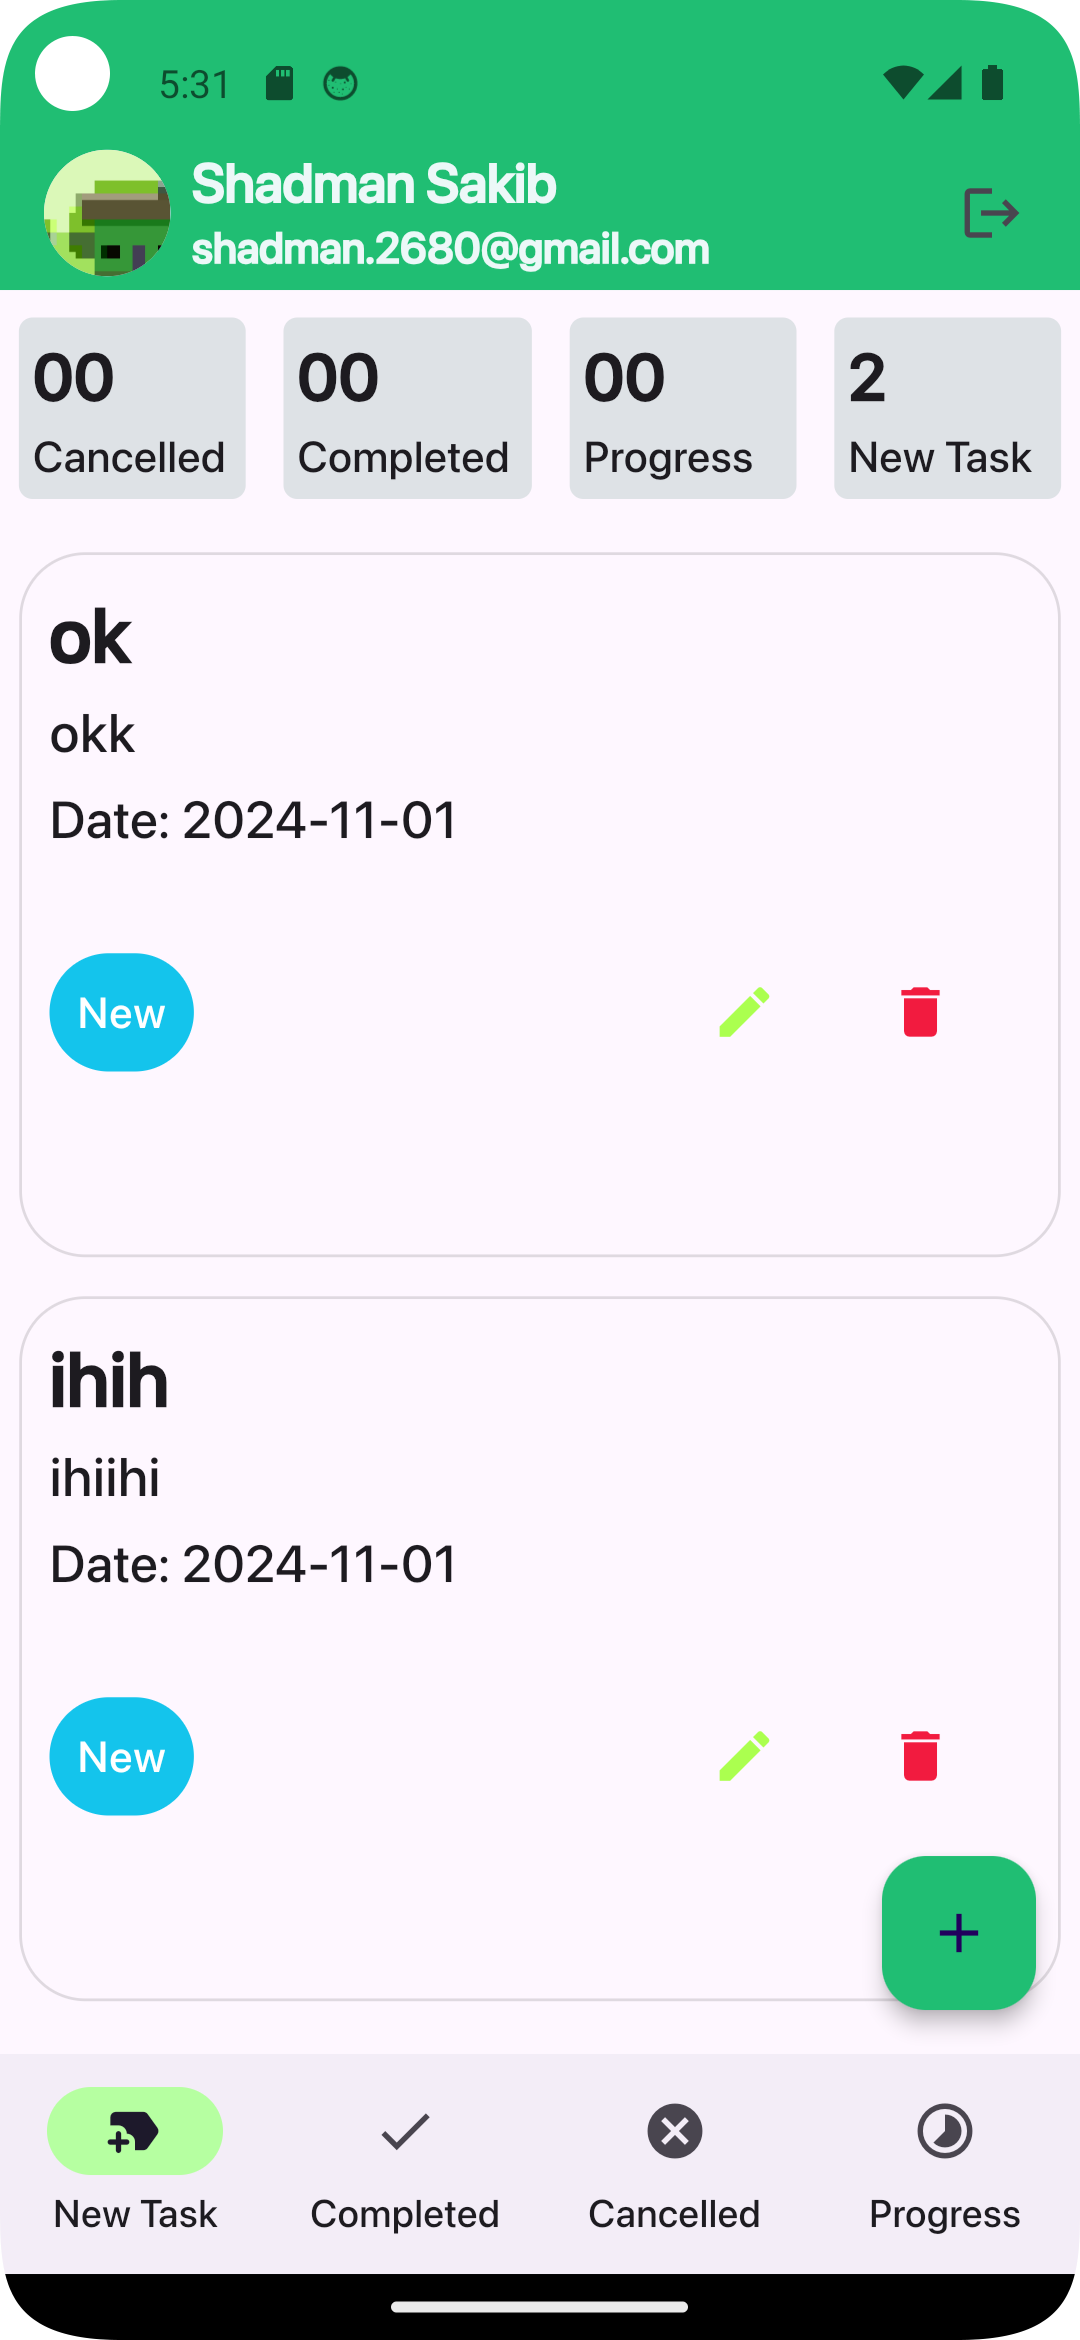 5:31
Shadman Sakib
shadman.2680@gmail.com
00 00 00 2
Cancelled Completed Progress New Task
ok
okk
Date: 2024-11-01
New
ihih
ihiihi
Date: 2024-11-01
New
New Task Completed Cancelled Progress